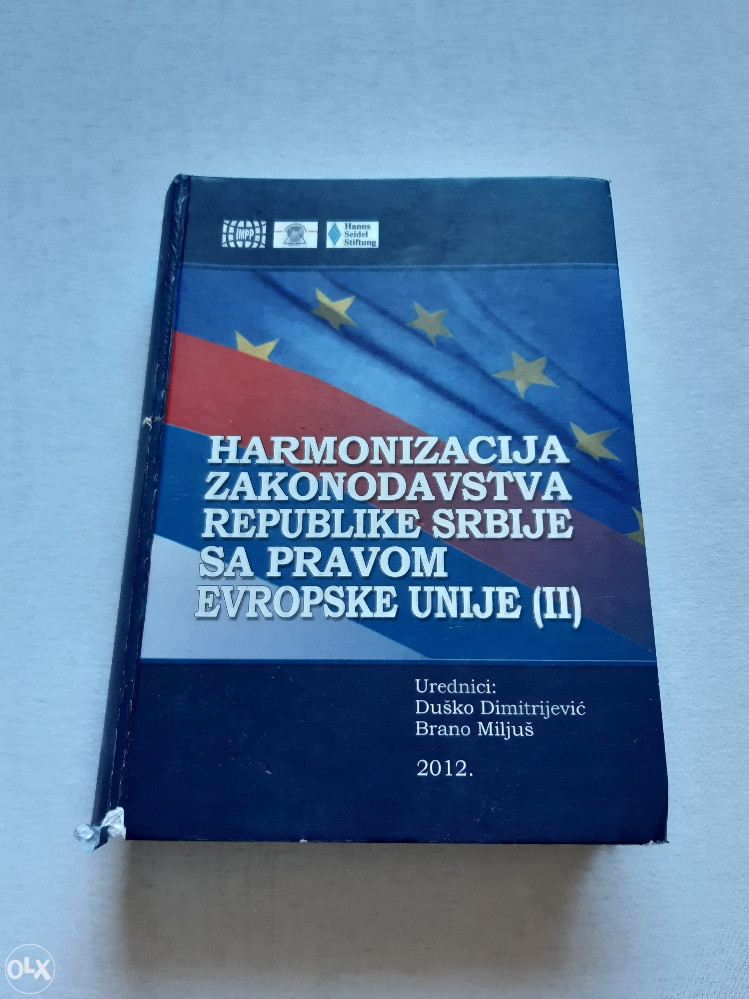 IMPP
Hanns
Seidel
Stiftung
HARMONIZACIJA
ZAKONODAVSTVA
REPUBLIKE SRBIJE
SA PRAVOM
EVROPSKE UNIJE (II)
Urednici:
Duško Dimitrijević
Brano Miljuš
2012.
OLX